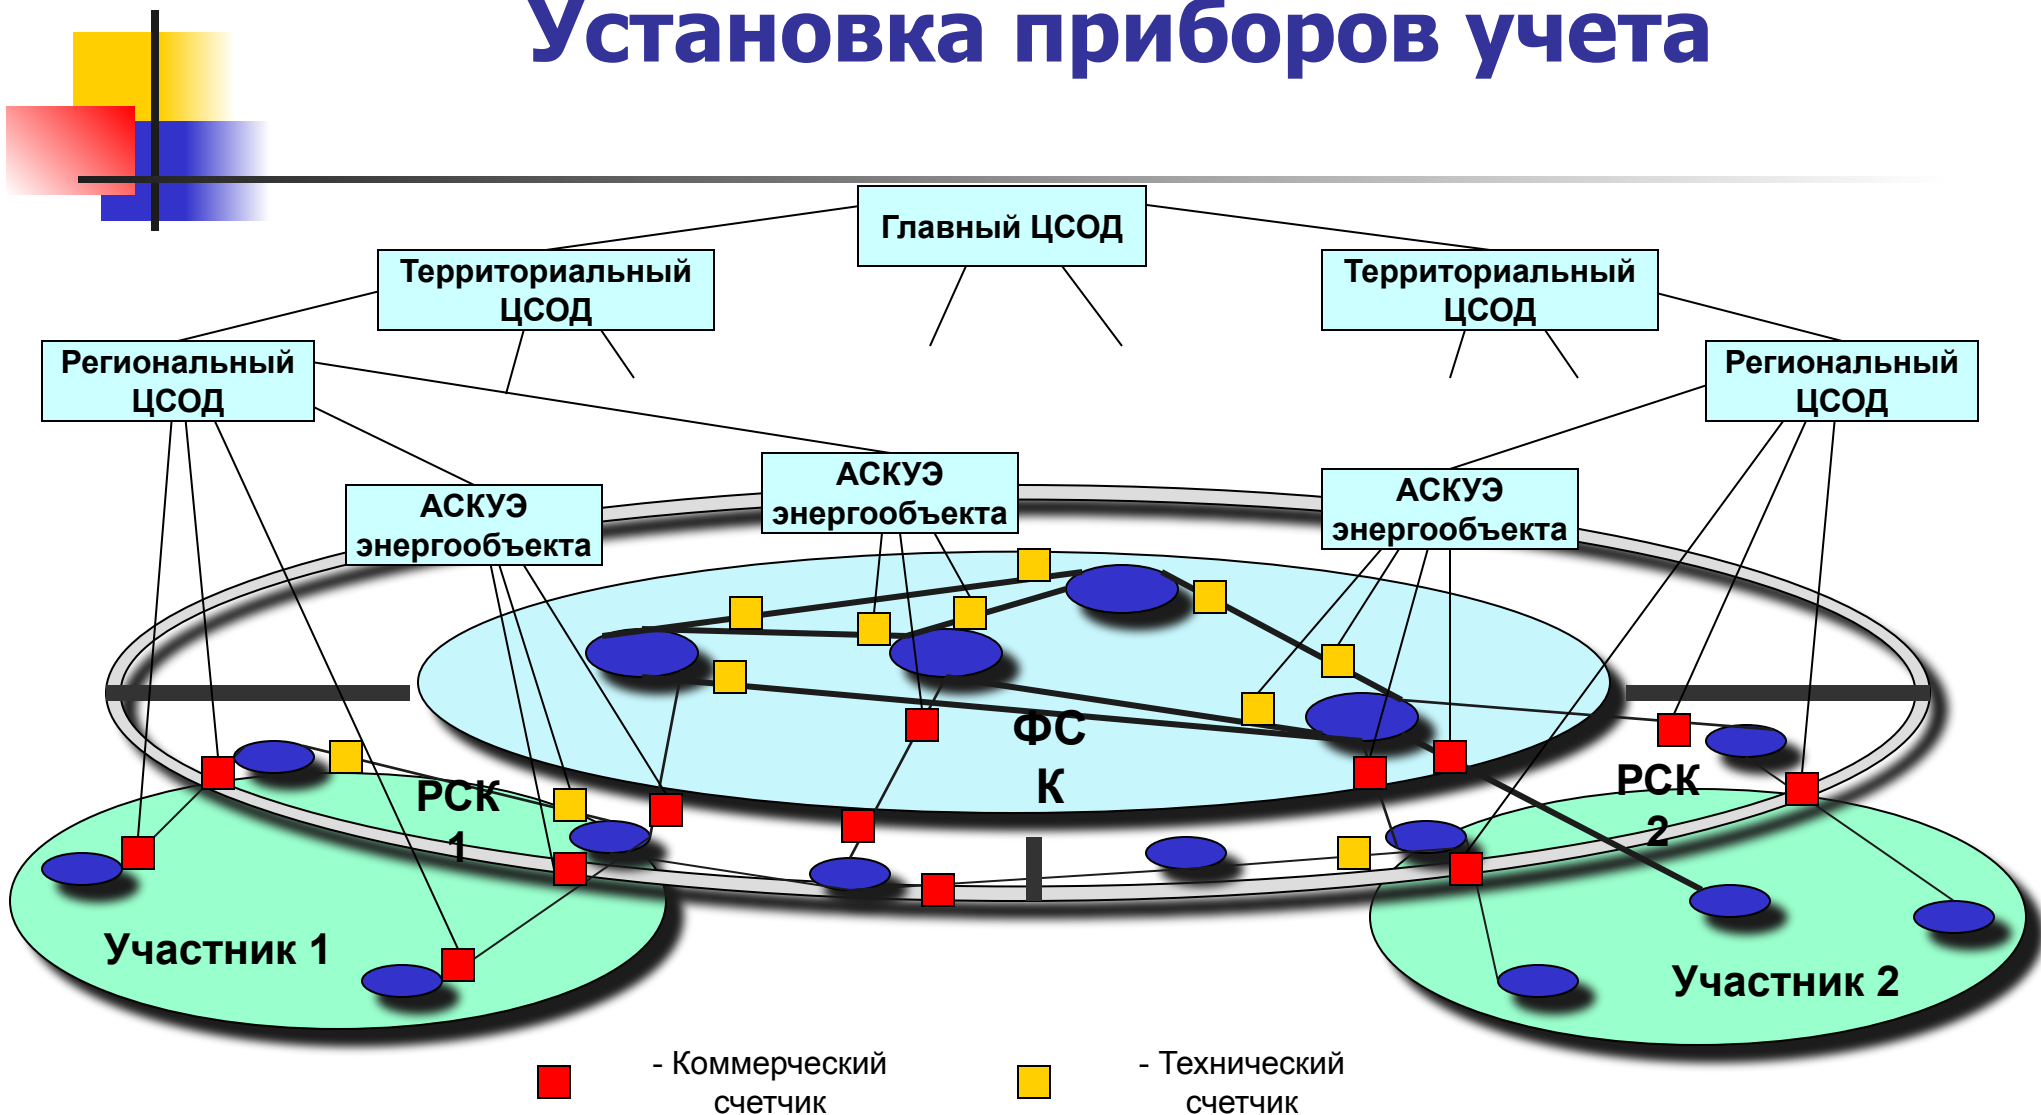 Установка приборов учета
Главный ЦСОД
Территориальный
ЦСОД
Территориальный
ЦСОД
Региональный
ЦСОД
Региональный
ЦСОД
АСКУЭ
энергообъекта
АСКУЭ
энергообъекта
АСКУЭ
энергообъекта
ФС
К
РСК
1
РСК
2
Участник 1
Участник 2
- Коммерческий
счетчик
- Технический
счетчик